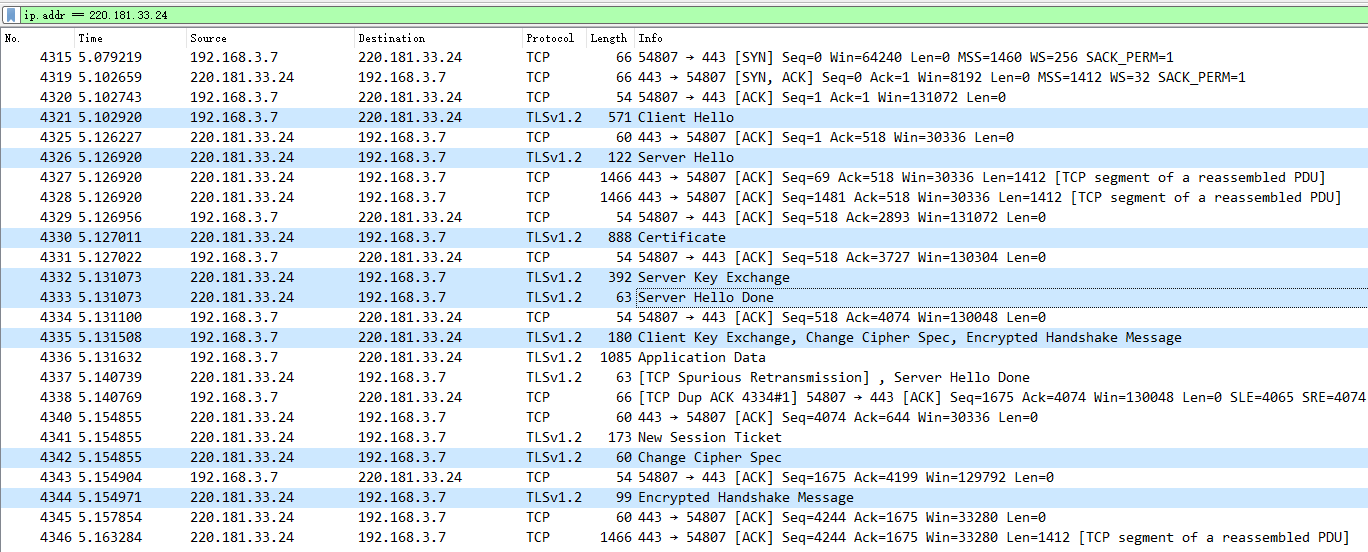 ip.addr == 220.181.33.24
No. Time Source Destination Protocol Length Info
4315 5.079219 192.168.3.7 220.181.33.24 TCP 66 54807 → 443 [SYN] Seq=0 Win=64240 Len=0 MSS=1460 WS=256 SACK_PERM=1
4319 5.102659 220.181.33.24 192.168.3.7 TCP 66 443 → 54807 [SYN, ACK] Seq=0 Ack=1 Win=8192 Len=0 MSS=1412 WS=32 SACK_PERM=1
4320 5.102743 192.168.3.7 220.181.33.24 TCP 54 54807 → 443 [ACK] Seq=1 Ack=1 Win=131072 Len=0
4321 5.102920 192.168.3.7 220.181.33.24 TLSv1.2 571 Client Hello
4325 5.126227 220.181.33.24 192.168.3.7 TCP 60 443 → 54807 [ACK] Seq=1 Ack=518 Win=30336 Len=0
4326 5.126920 220.181.33.24 192.168.3.7 TLSv1.2 122 Server Hello
4327 5.126920 220.181.33.24 192.168.3.7 TCP 1466 443 → 54807 [ACK] Seq=69 Ack=518 Win=30336 Len=1412 [TCP segment of a reassembled PDU]
4328 5.126920 220.181.33.24 192.168.3.7 TCP 1466 443 → 54807 [ACK] Seq=1481 Ack=518 Win=30336 Len=1412 [TCP segment of a reassembled PDU]
4329 5.126956 192.168.3.7 220.181.33.24 TCP 54 54807 → 443 [ACK] Seq=518 Ack=2893 Win=131072 Len=0
4330 5.127011 220.181.33.24 192.168.3.7 TLSv1.2 888 Certificate
4331 5.127022 192.168.3.7 220.181.33.24 TCP 54 54807 → 443 [ACK] Seq=518 Ack=3727 Win=130304 Len=0
4332 5.131073 220.181.33.24 192.168.3.7 TLSv1.2 392 Server Key Exchange
4333 5.131073 220.181.33.24 192.168.3.7 TLSv1.2 63 Server Hello Done
4334 5.131100 192.168.3.7 220.181.33.24 TCP 54 54807 → 443 [ACK] Seq=518 Ack=4074 Win=130048 Len=0
4335 5.131508 192.168.3.7 220.181.33.24 TLSv1.2 180 Client Key Exchange, Change Cipher Spec, Encrypted Handshake Message
4336 5.131632 192.168.3.7 220.181.33.24 TLSv1.2 1085 Application Data
4337 5.140739 220.181.33.24 192.168.3.7 TLSv1.2 63 [TCP Spurious Retransmission] , Server Hello Done
4338 5.140769 192.168.3.7 220.181.33.24 TCP 66 [TCP Dup ACK 4334#1] 54807 → 443 [ACK] Seq=1675 Ack=4074 Win=130048 Len=0 SLE=4065 SRE=4074
4340 5.154855 220.181.33.24 192.168.3.7 TCP 60 443 → 54807 [ACK] Seq=4074 Ack=644 Win=30336 Len=0
4341 5.154855 220.181.33.24 192.168.3.7 TLSv1.2 173 New Session Ticket
4342 5.154855 220.181.33.24 192.168.3.7 TLSv1.2 60 Change Cipher Spec
4343 5.154904 192.168.3.7 220.181.33.24 TCP 54 54807 → 443 [ACK] Seq=1675 Ack=4199 Win=129792 Len=0
4344 5.154971 220.181.33.24 192.168.3.7 TLSv1.2 99 Encrypted Handshake Message
4345 5.157854 220.181.33.24 192.168.3.7 TCP 60 443 → 54807 [ACK] Seq=4244 Ack=1675 Win=33280 Len=0
4346 5.163284 220.181.33.24 192.168.3.7 TCP 1466 443 → 54807 [ACK] Seq=4244 Ack=1675 Win=33280 Len=1412 [TCP segment of a reassembled PDU]